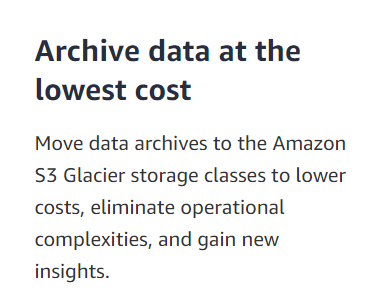 Archive data at the
lowest cost
Move data archives to the Amazon
S3 Glacier storage classes to lower
costs, eliminate operational
complexities, and gain new
insights.